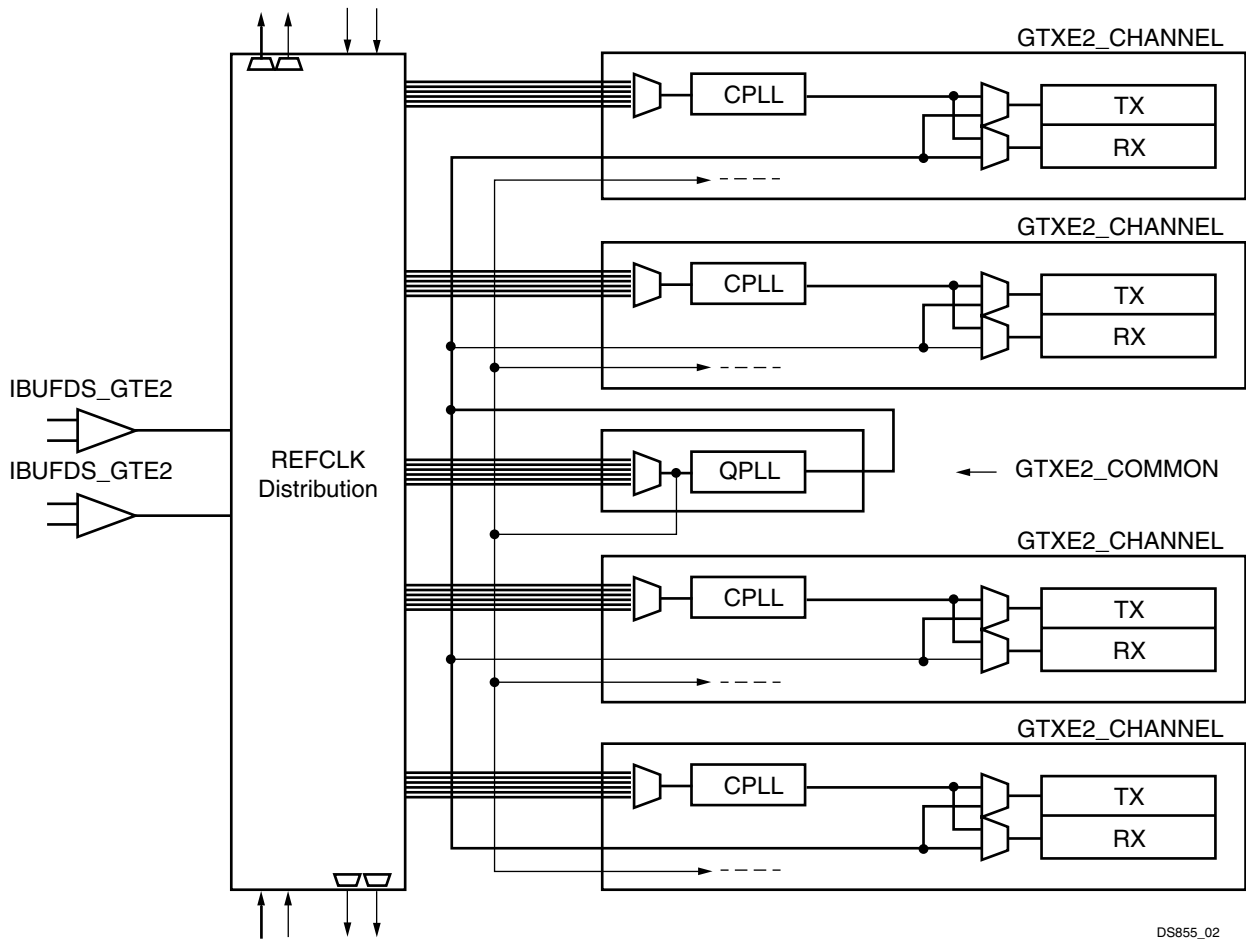 GTXE2_CHANNEL
CPLL
TX
RX
GTXE2_CHANNEL
CPLL
TX
RX
IBUFDS_GTE2
IBUFDS_GTE2
REFCLK
Distribution
QPLL
GTXE2_COMMON
GTXE2_CHANNEL
CPLL
TX
RX
GTXE2_CHANNEL
CPLL
TX
RX
DS855_02